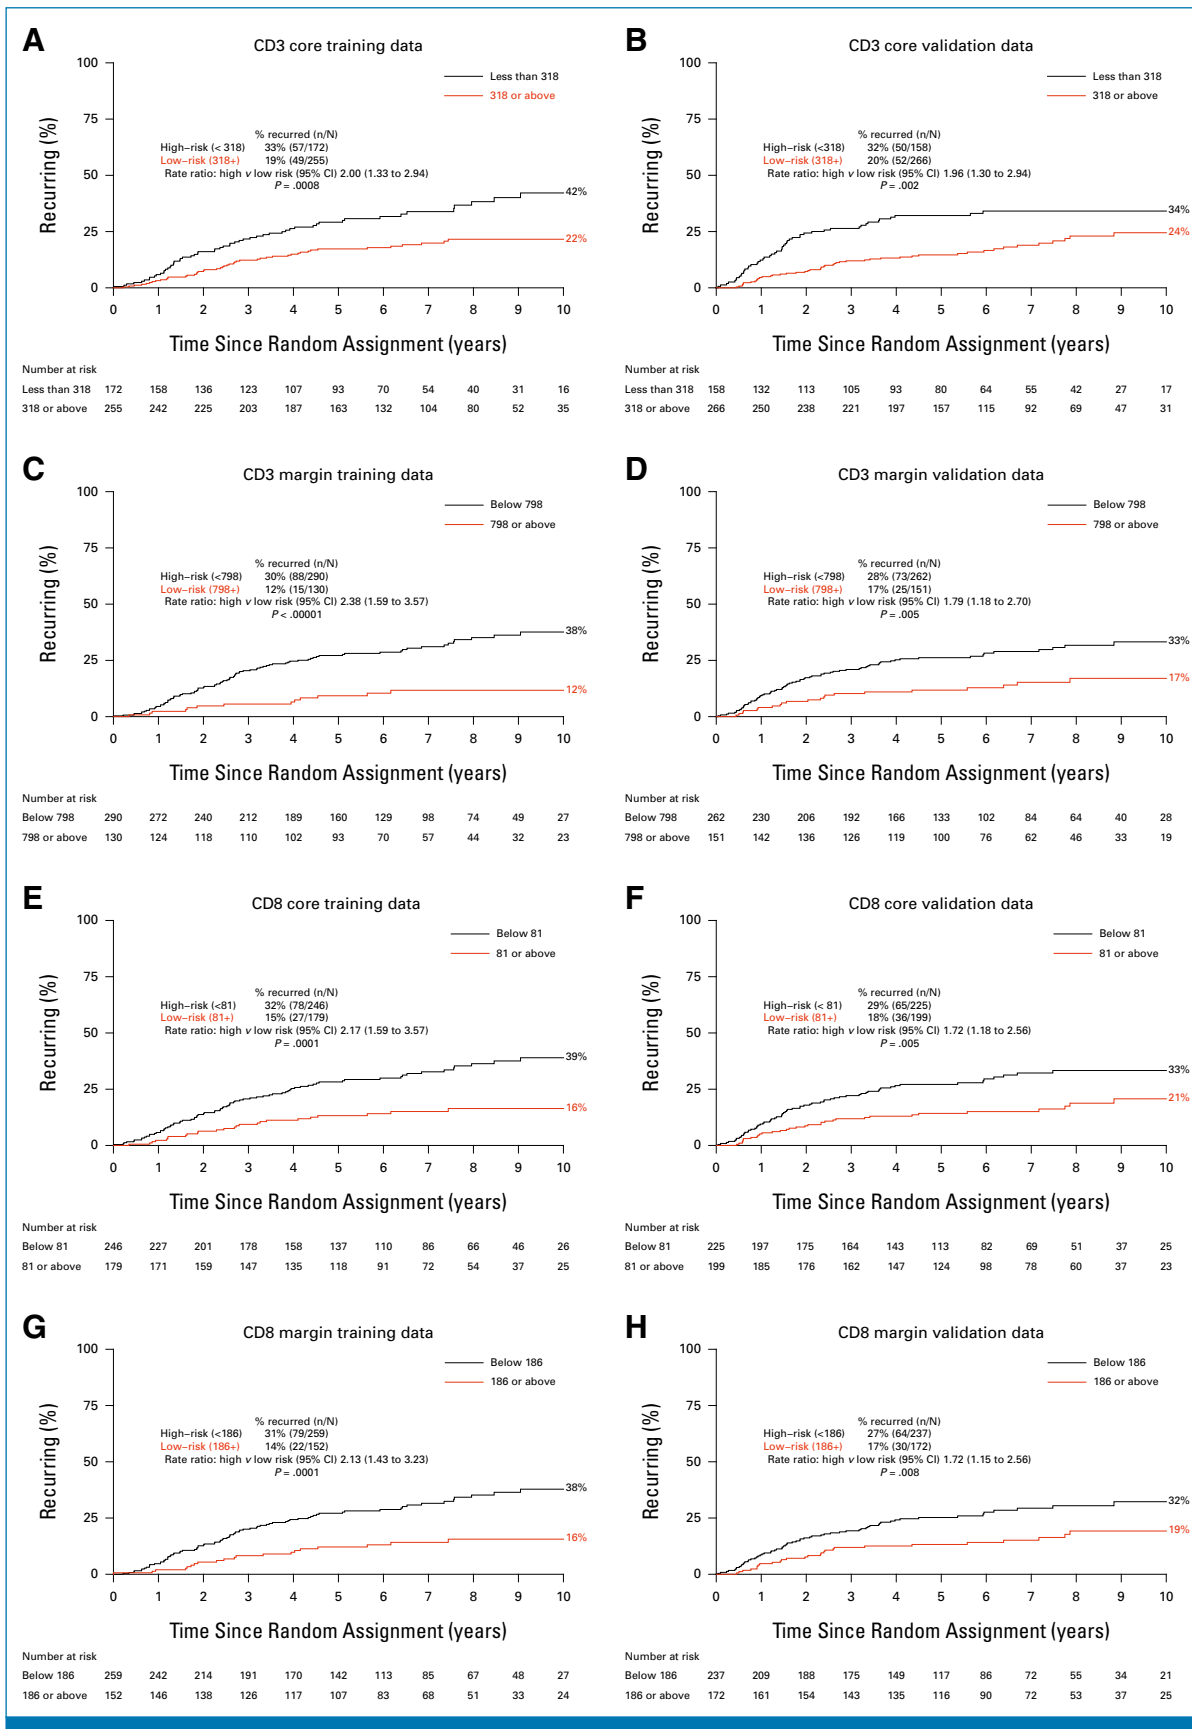 A
CD3 core training data
100
75
50
25
0
Recurring (%)
Less than 318
318 or above
% recurred (n/N)
High–risk (< 318) 33% (57/172)
Low–risk (318+) 19% (49/255)
Rate ratio: high v low risk (95% CI) 2.00 (1.33 to 2.94)
P = .0008
42%
22%
0 1 2 3 4 5 6 7 8 9 10
Time Since Random Assignment (years)
Number at risk
Less than 318 172 158 136 123 107 93 70 54 40 31 16
318 or above 255 242 225 203 187 163 132 104 80 52 35
B
CD3 core validation data
100
75
50
25
0
Recurring (%)
Less than 318
318 or above
% recurred (n/N)
High–risk (<318) 32% (50/158)
Low–risk (318+) 20% (52/266)
Rate ratio: high v low risk (95% CI) 1.96 (1.30 to 2.94)
P = .002
34%
24%
0 1 2 3 4 5 6 7 8 9 10
Time Since Random Assignment (years)
Number at risk
Less than 318 158 132 113 105 93 80 64 55 42 27 17
318 or above 266 250 238 221 197 157 115 92 69 47 31
C
CD3 margin training data
100
75
50
25
0
Recurring (%)
Below 798
798 or above
% recurred (n/N)
High–risk (<798) 30% (88/290)
Low–risk (798+) 12% (15/130)
Rate ratio: high v low risk (95% CI) 2.38 (1.59 to 3.57)
P < .00001
38%
12%
0 1 2 3 4 5 6 7 8 9 10
Time Since Random Assignment (years)
Number at risk
Below 798 290 272 240 212 189 160 129 98 74 49 27
798 or above 130 124 118 110 102 93 70 57 44 32 23
D
CD3 margin validation data
100
75
50
25
0
Recurring (%)
Below 798
798 or above
% recurred (n/N)
High–risk (<798) 28% (73/262)
Low–risk (798+) 17% (25/151)
Rate ratio: high v low risk (95% CI) 1.79 (1.18 to 2.70)
P = .005
33%
17%
0 1 2 3 4 5 6 7 8 9 10
Time Since Random Assignment (years)
Number at risk
Below 798 262 230 206 192 166 133 102 84 64 40 28
798 or above 151 142 136 126 119 100 76 62 46 33 19
E
CD8 core training data
100
75
50
25
0
Recurring (%)
Below 81
81 or above
% recurred (n/N)
High–risk (<81) 32% (78/246)
Low–risk (81+) 15% (27/179)
Rate ratio: high v low risk (95% CI) 2.17 (1.59 to 3.57)
P = .0001
39%
16%
0 1 2 3 4 5 6 7 8 9 10
Time Since Random Assignment (years)
Number at risk
Below 81 246 227 201 178 158 137 110 86 66 46 26
81 or above 179 171 159 147 135 118 91 72 54 37 25
F
CD8 core validation data
100
75
50
25
0
Recurring (%)
Below 81
81 or above
% recurred (n/N)
High–risk (< 81) 29% (65/225)
Low–risk (81+) 18% (36/199)
Rate ratio: high v low risk (95% CI) 1.72 (1.18 to 2.56)
P = .005
33%
21%
0 1 2 3 4 5 6 7 8 9 10
Time Since Random Assignment (years)
Number at risk
Below 81 225 197 175 164 143 113 82 69 51 37 25
81 or above 199 185 176 162 147 124 98 78 60 37 23
G
CD8 margin training data
100
75
50
25
0
Recurring (%)
Below 186
186 or above
% recurred (n/N)
High–risk (<186) 31% (79/259)
Low–risk (186+) 14% (22/152)
Rate ratio: high v low risk (95% CI) 2.13 (1.43 to 3.23)
P = .0001
38%
16%
0 1 2 3 4 5 6 7 8 9 10
Time Since Random Assignment (years)
Number at risk
Below 186 259 242 214 191 170 142 113 85 67 48 27
186 or above 152 146 138 126 117 107 83 68 51 33 24
H
CD8 margin validation data
100
75
50
25
0
Recurring (%)
Below 186
186 or above
% recurred (n/N)
High–risk (<186) 27% (64/237)
Low–risk (186+) 17% (30/172)
Rate ratio: high v low risk (95% CI) 1.72 (1.15 to 2.56)
P = .008
32%
19%
0 1 2 3 4 5 6 7 8 9 10
Time Since Random Assignment (years)
Number at risk
Below 186 237 209 188 175 149 117 86 72 55 34 21
186 or above 172 161 154 143 135 116 90 72 53 37 25